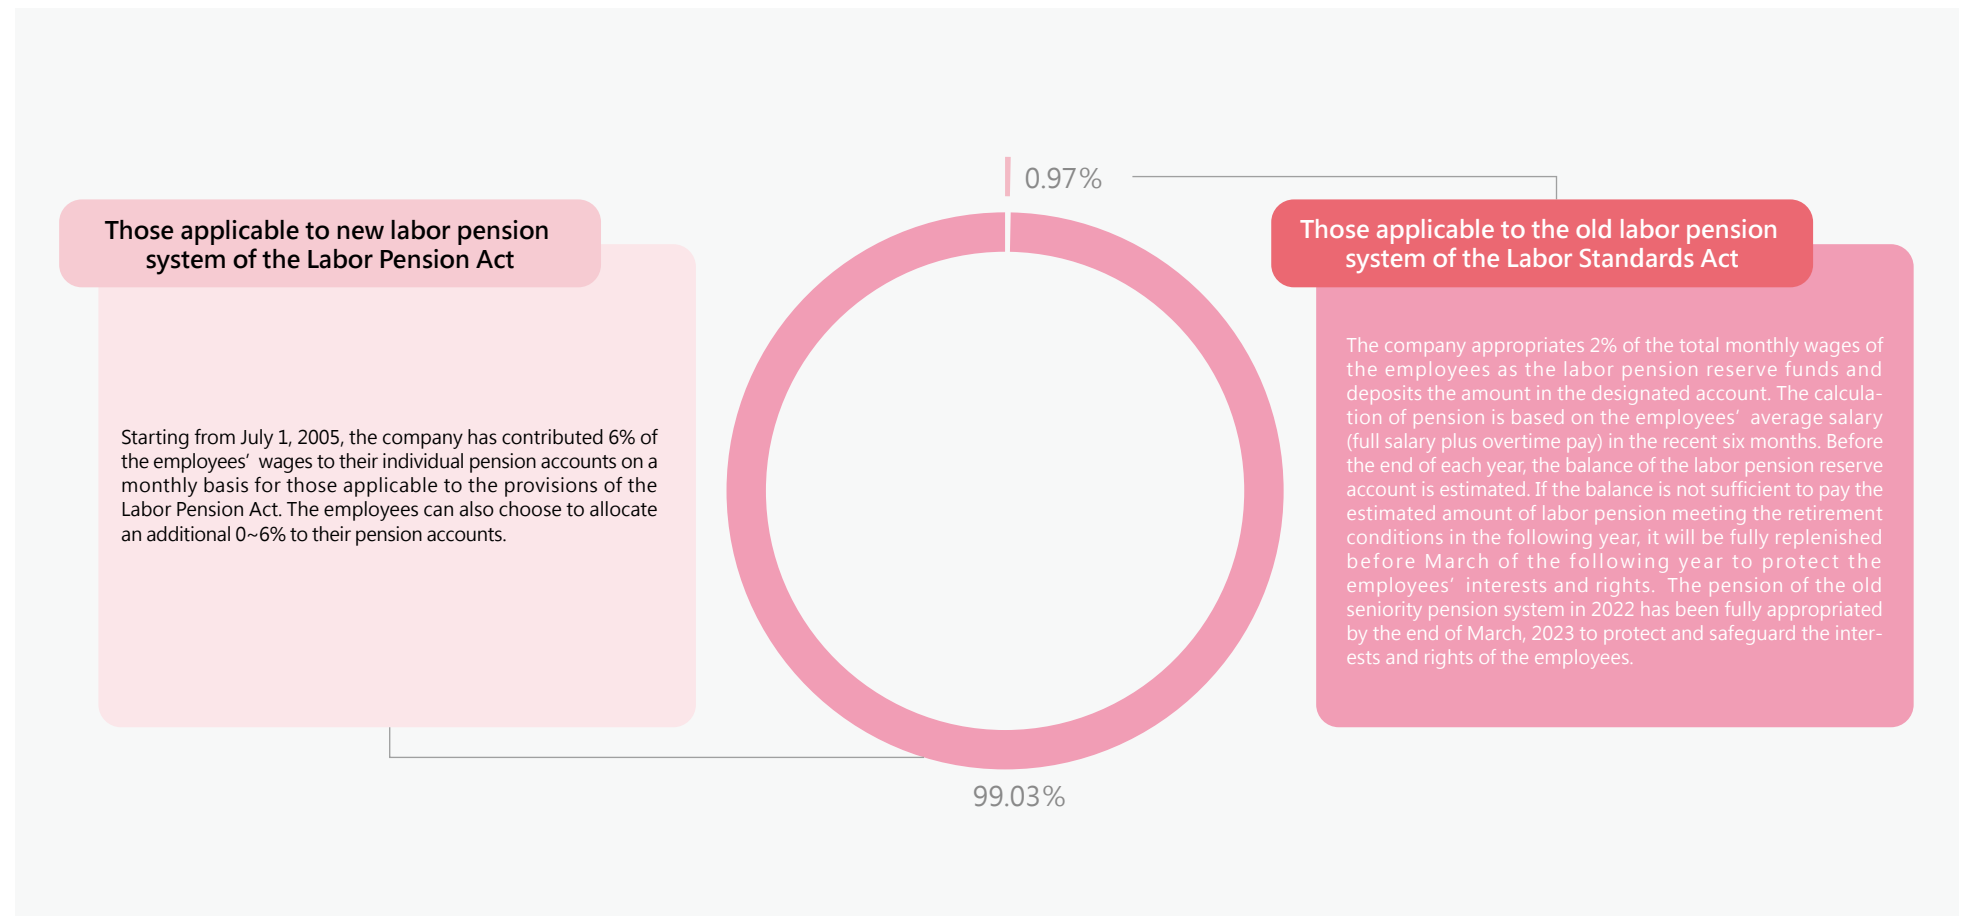 Those applicable to new labor pension
system of the Labor Pension Act
Starting from July 1, 2005, the company has contributed 6% of
the employees’ wages to their individual pension accounts on a
monthly basis for those applicable to the provisions of the
Labor Pension Act. The employees can also choose to allocate
an additional 0~6% to their pension accounts.
0.97%
99.03%
Those applicable to the old labor pension
system of the Labor Standards Act
The company appropriates 2% of the total monthly wages of
the employees as the labor pension reserve funds and
deposits the amount in the designated account. The calcula-
tion of pension is based on the employees’ average salary
(full salary plus overtime pay) in the recent six months. Before
the end of each year, the balance of the labor pension reserve
account is estimated. If the balance is not sufficient to pay the
estimated amount of labor pension meeting the retirement
conditions in the following year, it will be fully replenished
before March of the following year to protect the
employees’ interests and rights. The pension of the old
seniority pension system in 2022 has been fully appropriated
by the end of March, 2023 to protect and safeguard the inter-
ests and rights of the employees.